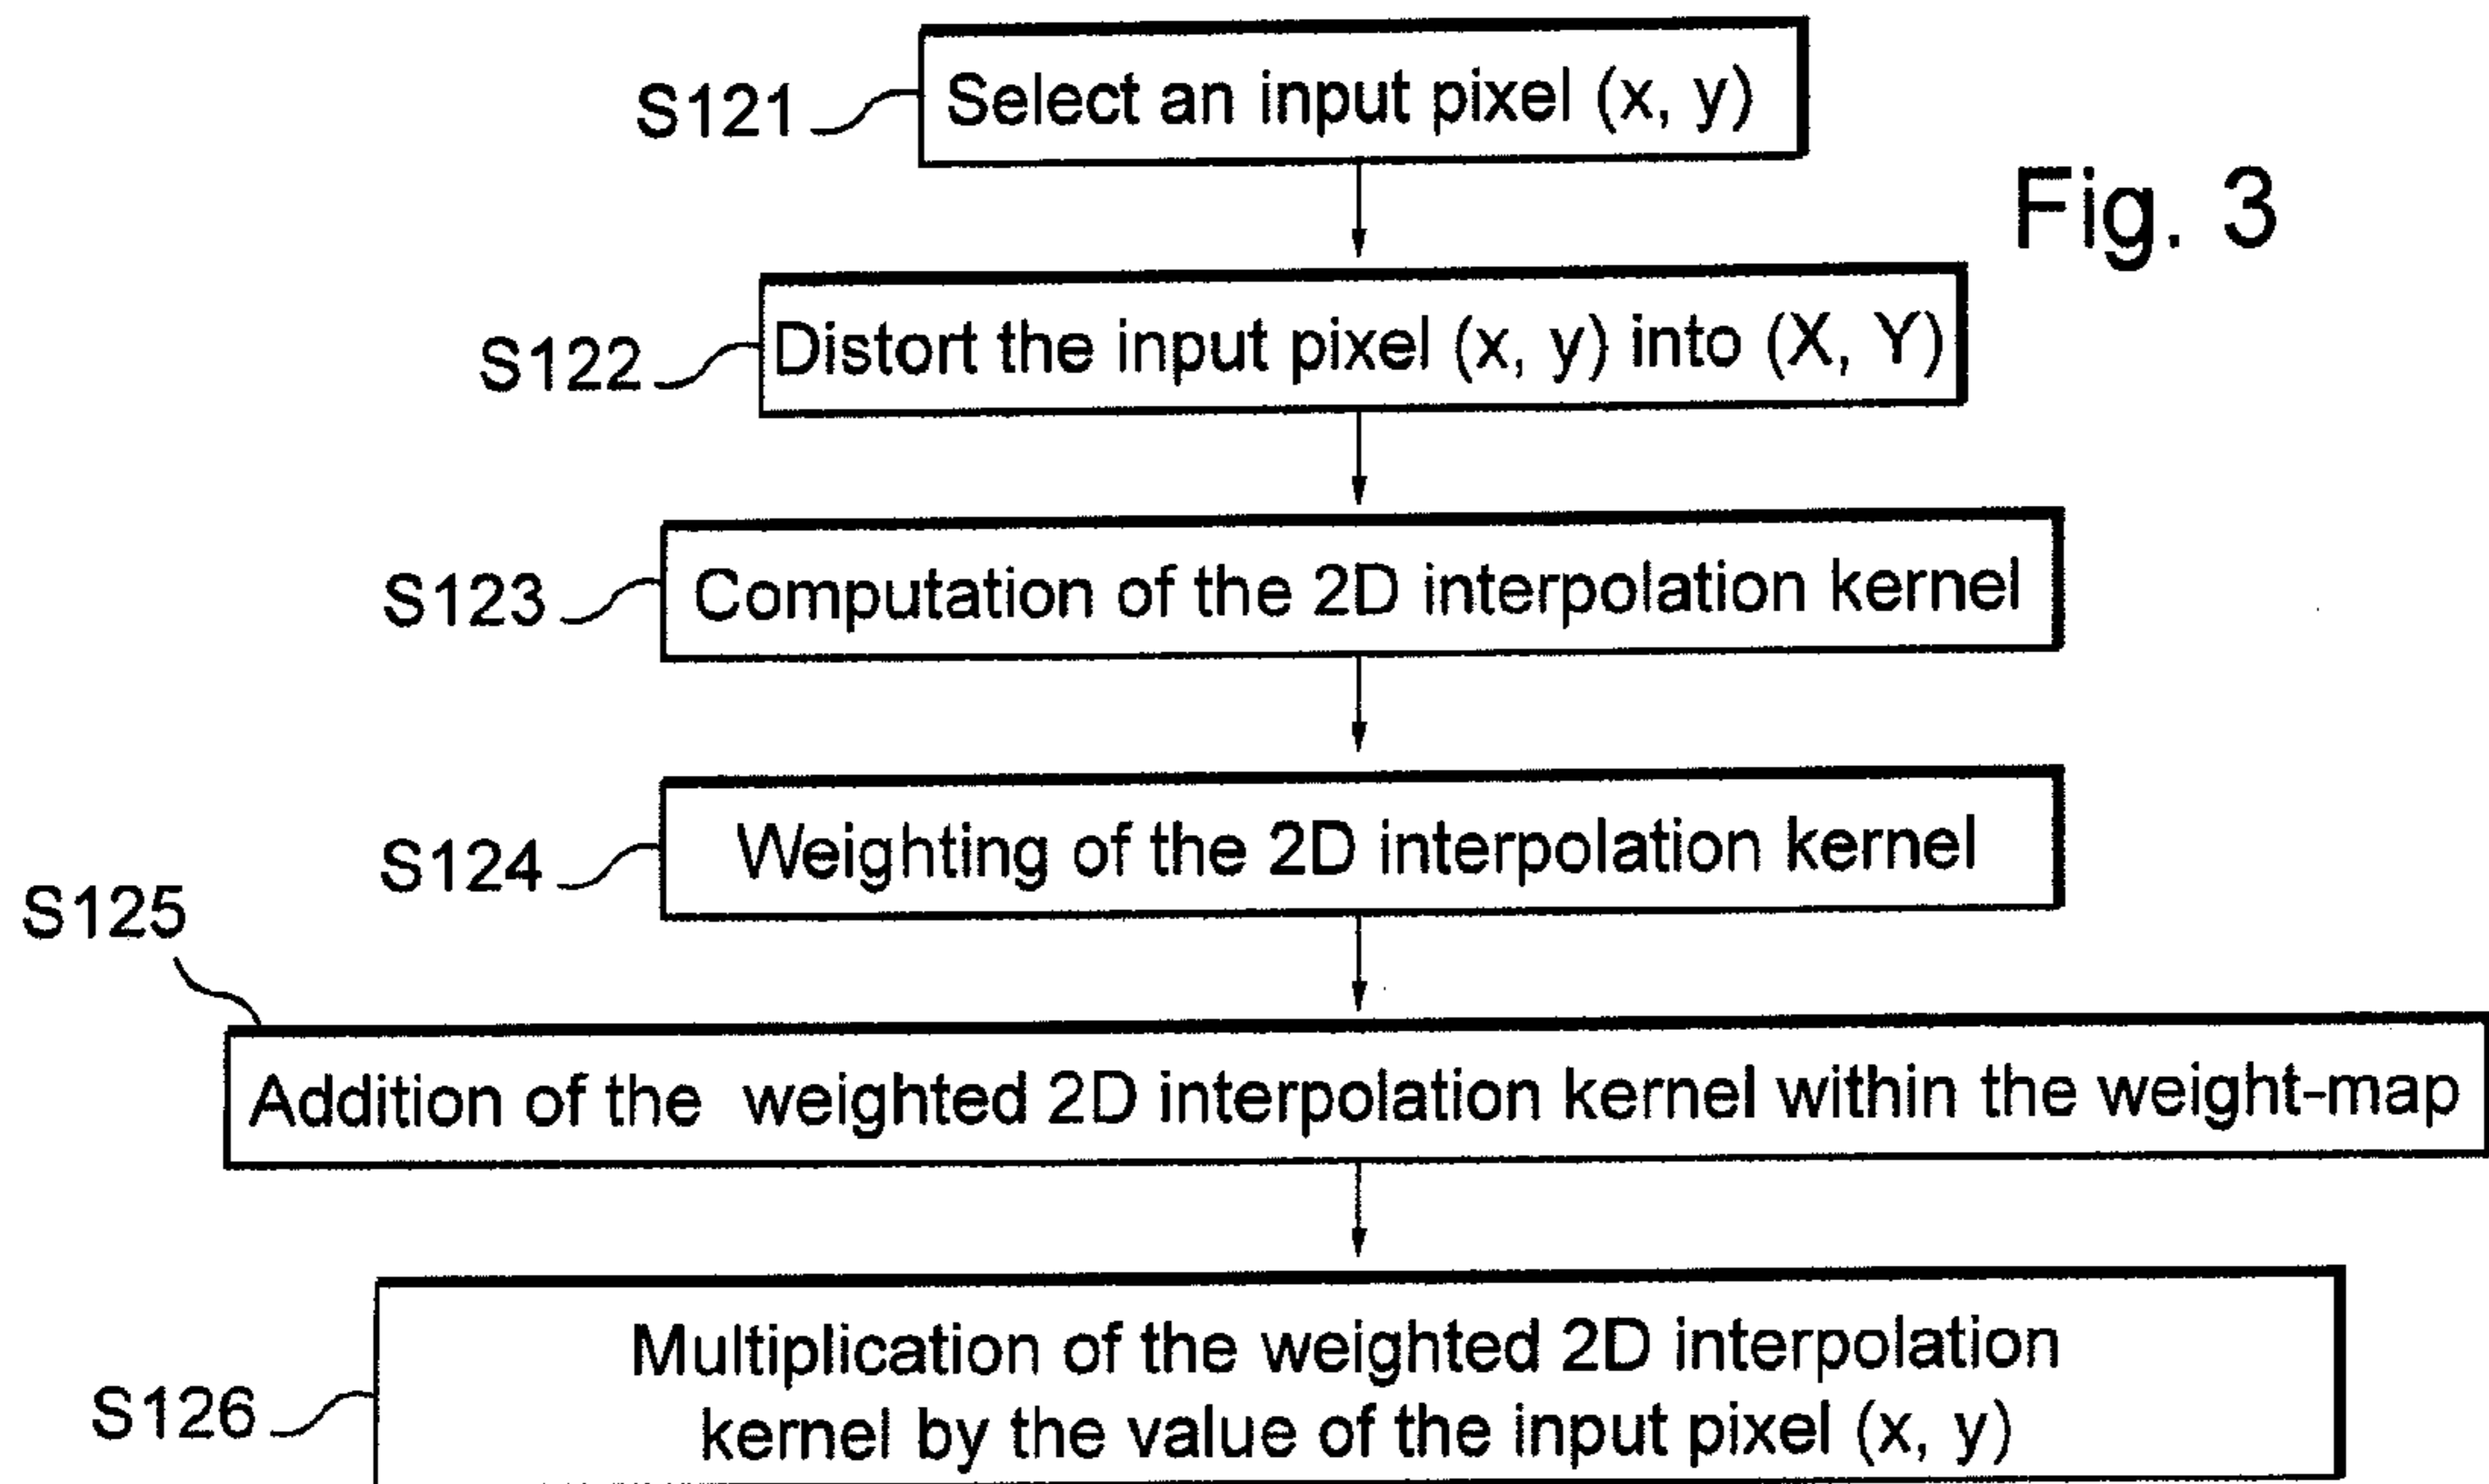 S121 Select an input pixel (x, y)
Fig. 3
S122 Distort the input pixel (x, y) into (X, Y)
S123 Computation of the 2D interpolation kernel
S124 Weighting of the 2D interpolation kernel
S125
Addition of the weighted 2D interpolation kernel within the weight-map
Multiplication of the weighted 2D interpolation
S126 kernel by the value of the input pixel (x, y)